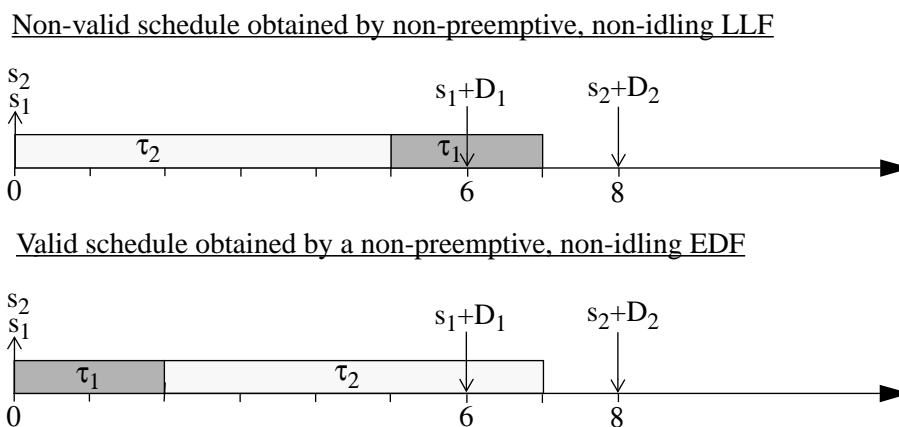 Non-valid schedule obtained by non-preemptive, non-idling LLF
s₂
s₁
s₁+D₁ s₂+D₂
τ₂ τ₁
0 6 8
Valid schedule obtained by a non-preemptive, non-idling EDF
s₂
s₁
s₁+D₁ s₂+D₂
τ₁ τ₂
0 6 8